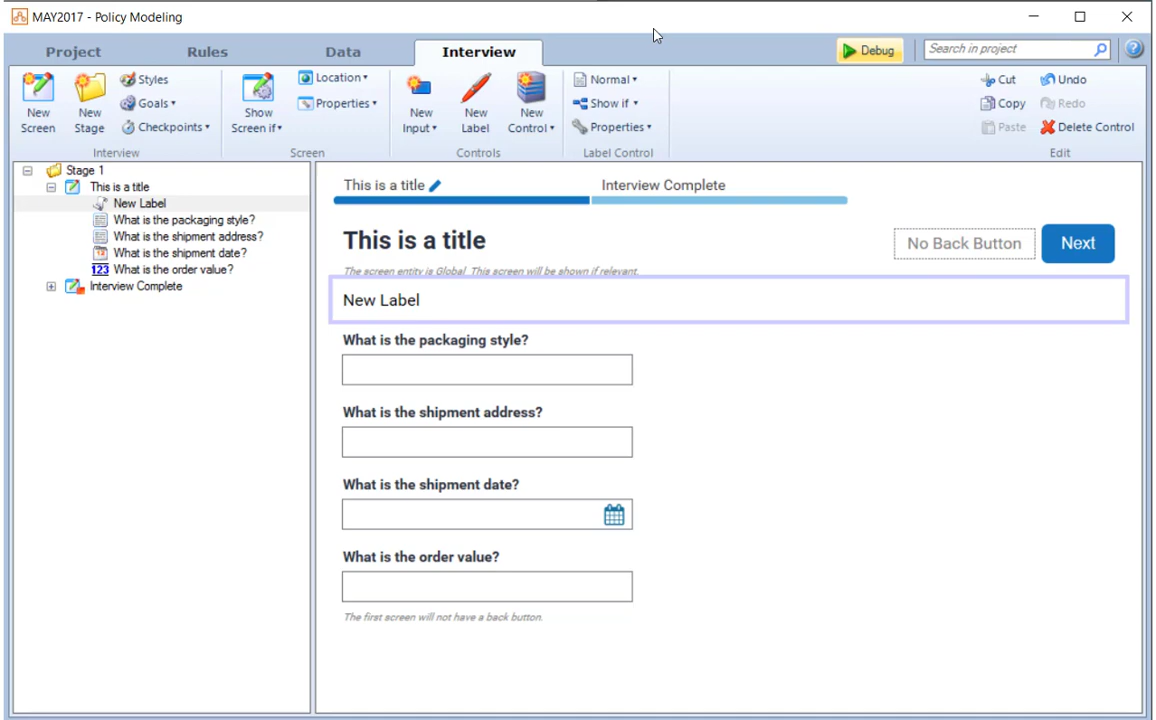 MAY2017 - Policy Modeling
Project Rules Data Interview Debug Search in project ?
New Screen
New Stage
Styles
Goals
Checkpoints
Interview
Show Screen if
Location
Properties
Screen
New Input
New Label
New Control
Controls
Normal
Show if
Properties
Label Control
Cut
Copy
Paste
Undo
Redo
Delete Control
Edit
Stage 1
This is a title
New Label
What is the packaging style?
What is the shipment address?
What is the shipment date?
123 What is the order value?
Interview Complete
This is a title Interview Complete
This is a title No Back Button Next
The screen entity is Global. This screen will be shown if relevant.
New Label
What is the packaging style?
What is the shipment address?
What is the shipment date?
What is the order value?
The first screen will not have a back button.